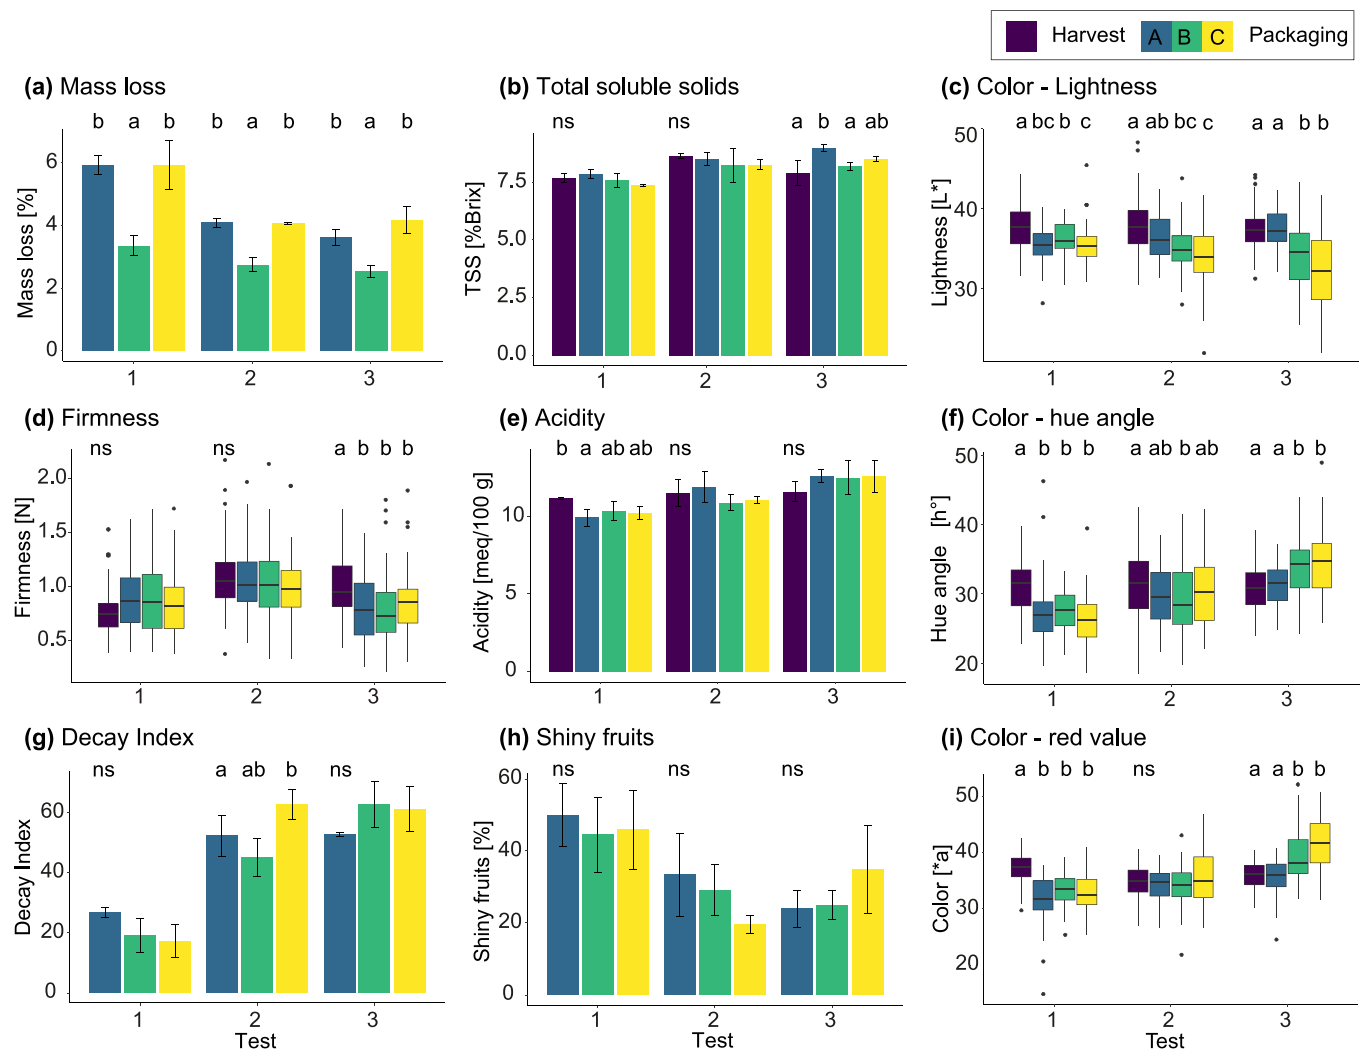 Harvest A B C Packaging
(a) Mass loss
b a b b a b b a b
Mass loss [%]
6
4
2
0
1 2 3
(b) Total soluble solids
ns ns a b a ab
TSS [%Brix]
7.5
5.0
2.5
0.0
1 2 3
(c) Color - Lightness
a bc b c a ab bc c a a b b
Lightness [L*]
50
40
30
1 2 3
(d) Firmness
ns ns a b b b
Firmness [N]
2.0
1.5
1.0
0.5
1 2 3
(e) Acidity
b a ab ab ns ns
Acidity [meq/100 g]
10
5
0
1 2 3
(f) Color - hue angle
a b b b a ab b ab a a b b
Hue angle [h°]
50
40
30
20
1 2 3
(g) Decay Index
ns a ab b ns
Decay Index
60
40
20
0
1 2 3
Test
(h) Shiny fruits
ns ns ns
Shiny fruits [%]
60
40
20
0
1 2 3
Test
(i) Color - red value
a b b b ns a a b b
Color [*a]
50
40
30
20
1 2 3
Test